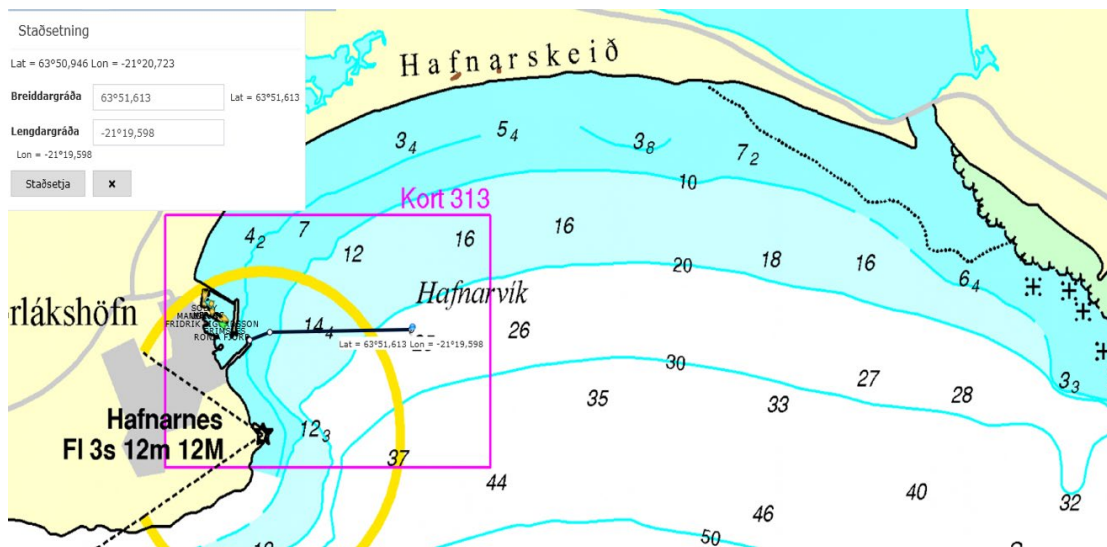 Staðsetning
Lat = 63°50,946 Lon = -21°20,723
Breiddargráða 63°51,613 Lat = 63°51,613
Lengdargráða -21°19,598
Lon = -21°19,598
Staðsetja x
Hafnarskeið
3₄ 5₄ 3₈ 7₂
10
Kort 313
4₂ 7 12 16 16
20 18 16 6₄
Hafnarvík
orlákshöfn
14₄ 26
Lat = 63°51,613 Lon = -21°19,598
30 27 28 3₃
35 33
Hafnarnes
Fl 3s 12m 12M
12₃
37 44 40 32
46
50